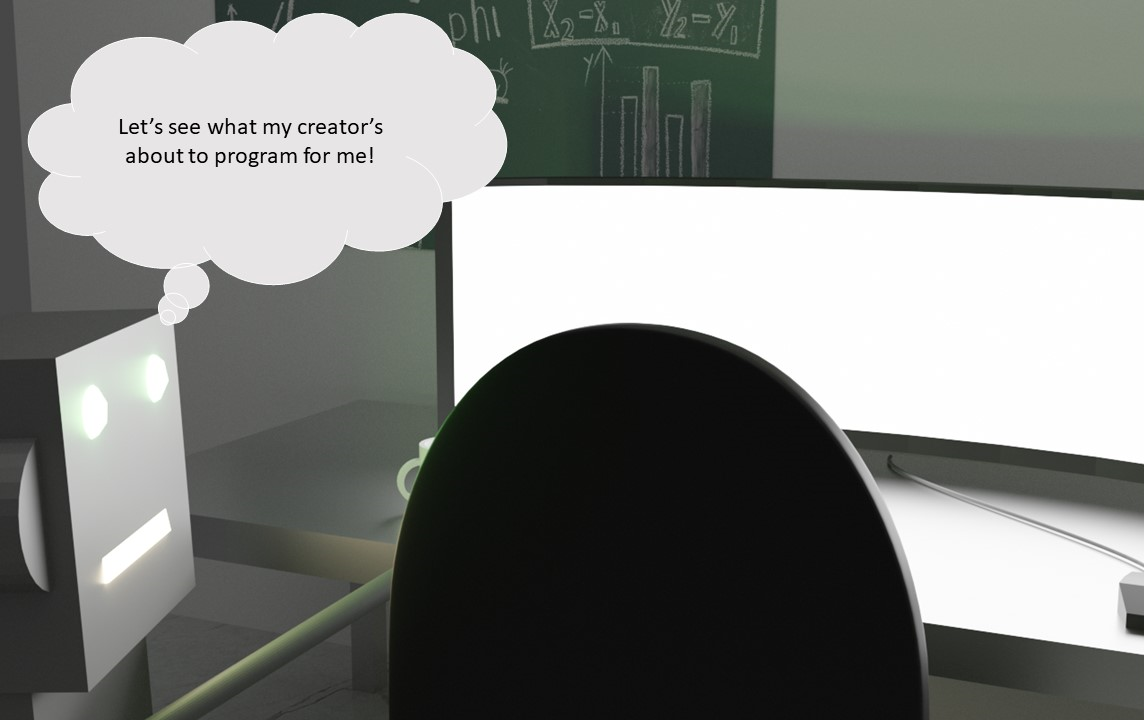 Let’s see what my creator’s
about to program for me!
phi
X₂-X₁ Y₂-Y₁
y